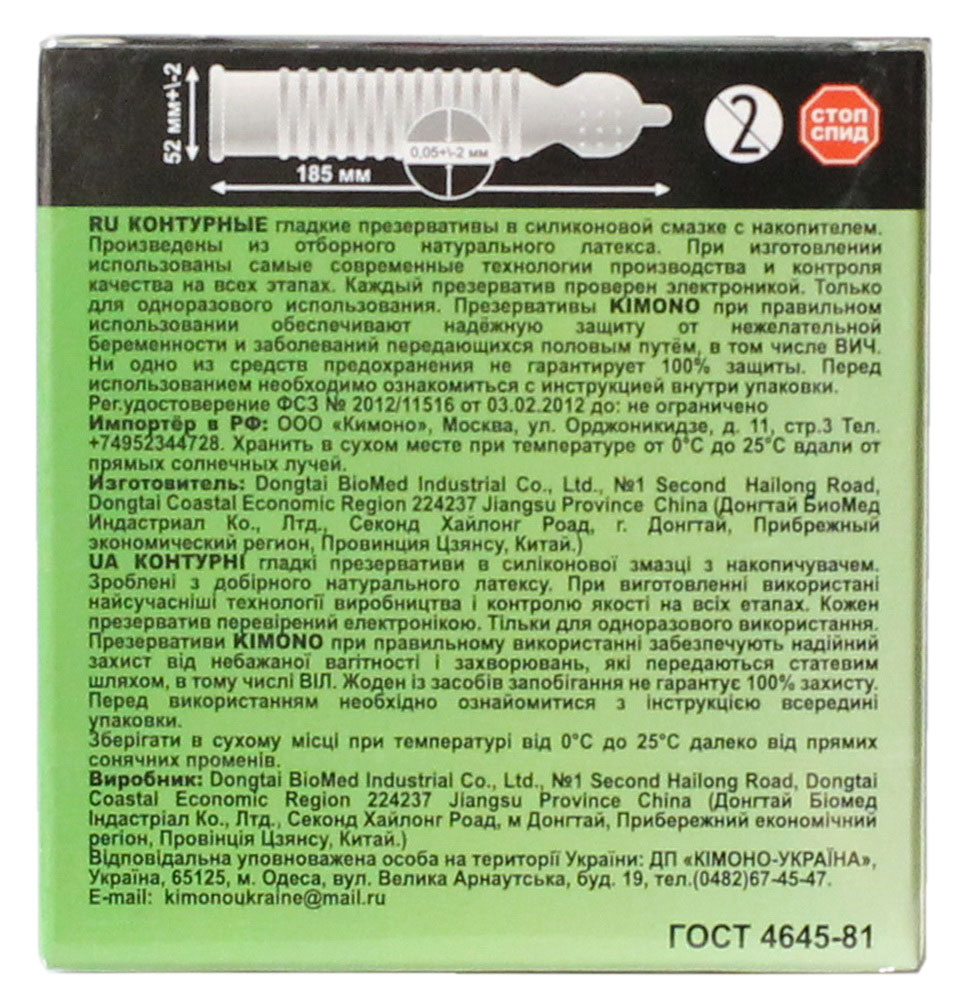 52 мм+\-2
0,05+\-2 мм
185 мм
2
СТОП
СПИД
RU КОНТУРНЫЕ гладкие презервативы в силиконовой смазке с накопителем.
Произведены из отборного натурального латекса. При изготовлении
использованы самые современные технологии производства и контроля
качества на всех этапах. Каждый презерватив проверен электроникой. Только
для одноразового использования. Презервативы KIMONO при правильном
использовании обеспечивают надёжную защиту от нежелательной
беременности и заболеваний передающихся половым путём, в том числе ВИЧ.
Ни одно из средств предохранения не гарантирует 100% защиты. Перед
использованием необходимо ознакомиться с инструкцией внутри упаковки.
Рег.удостоверение ФСЗ № 2012/11516 от 03.02.2012 до: не ограничено
Импортёр в РФ: ООО «Кимоно», Москва, ул. Орджоникидзе, д. 11, стр.3 Тел.
+74952344728. Хранить в сухом месте при температуре от 0°С до 25°С вдали от
прямых солнечных лучей.
Изготовитель: Dongtai BioMed Industrial Co., Ltd., №1 Second Hailong Road,
Dongtai Coastal Economic Region 224237 Jiangsu Province China (Донгтай БиоМед
Индастриал Ко., Лтд., Секонд Хайлонг Роад, г. Донгтай, Прибрежный
экономический регион, Провинция Цзянсу, Китай.)
UA КОНТУРНІ гладкі презервативи в силіконовой змазці з накопичувачем.
Зроблені з добірного натурального латексу. При виготовленні використані
найсучасніші технології виробництва і контролю якості на всіх етапах. Кожен
презерватив перевірений електронікою. Тільки для одноразового використання.
Презервативи KIMONO при правильному використанні забезпечують надійний
захист від небажаної вагітності і захворювань, які передаються статевим
шляхом, в тому числі ВІЛ. Жоден із засобів запобігання не гарантує 100% захисту.
Перед використанням необхідно ознайомитися з інструкцією всередині
упаковки.
Зберігати в сухому місці при температурі від 0°С до 25°С далеко від прямих
сонячних променів.
Виробник: Dongtai BioMed Industrial Co., Ltd., №1 Second Hailong Road, Dongtai
Coastal Economic Region 224237 Jiangsu Province China (Донгтай Біомед
Індастріал Ко., Лтд., Секонд Хайлонг Роад, м Донгтай, Прибережний економічний
регіон, Провінція Цзянсу, Китай.)
Відповідальна уповноважена особа на території України: ДП «КІМОНО-УКРАЇНА»,
Україна, 65125, м. Одеса, вул. Велика Арнаутська, буд. 19, тел.(0482)67-45-47.
E-mail: kimonoukraine@mail.ru
ГОСТ 4645-81